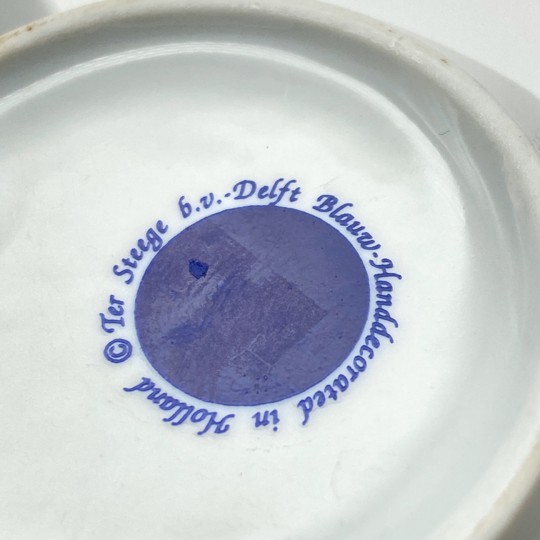 ©Ter Steege b.v.-Delft Blauw-Handdecorated in Holland